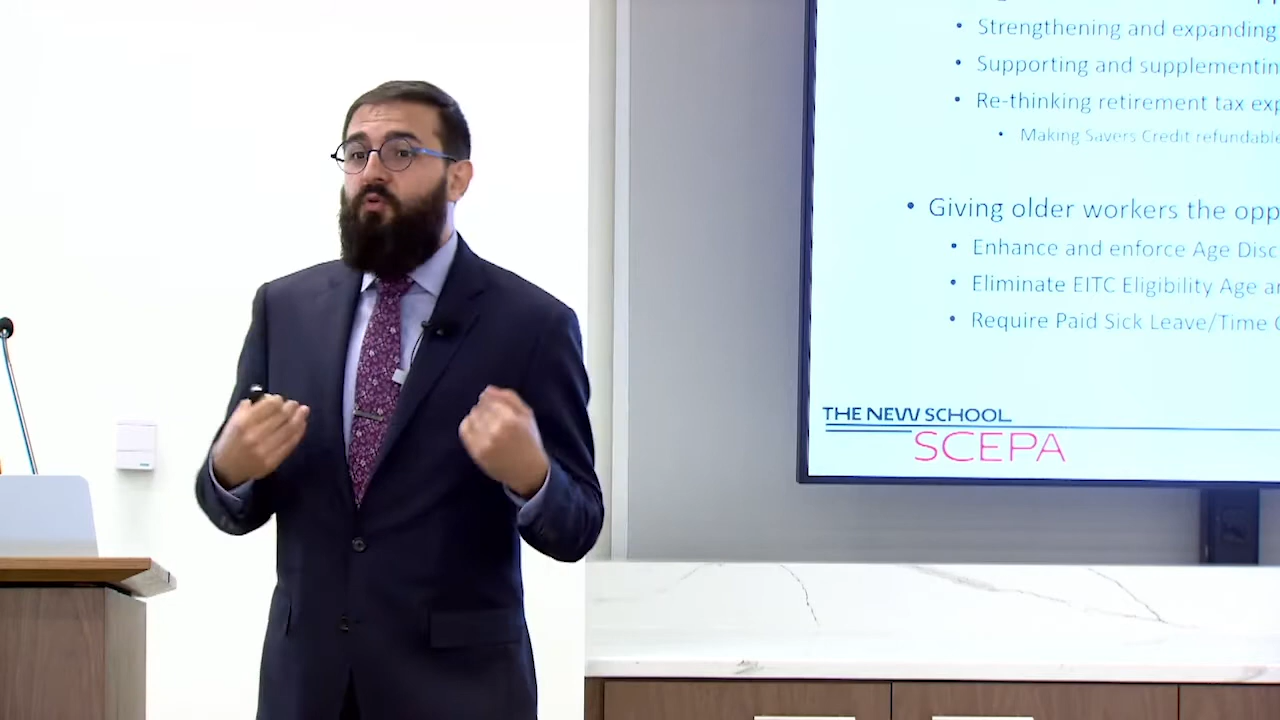 • Strengthening and expanding
• Supporting and supplementin
• Re-thinking retirement tax exp
• Making Savers Credit refundable
• Giving older workers the opp
• Enhance and enforce Age Disc
• Eliminate EITC Eligibility Age a
• Require Paid Sick Leave/Time
THE NEW SCHOOL
SCEPA